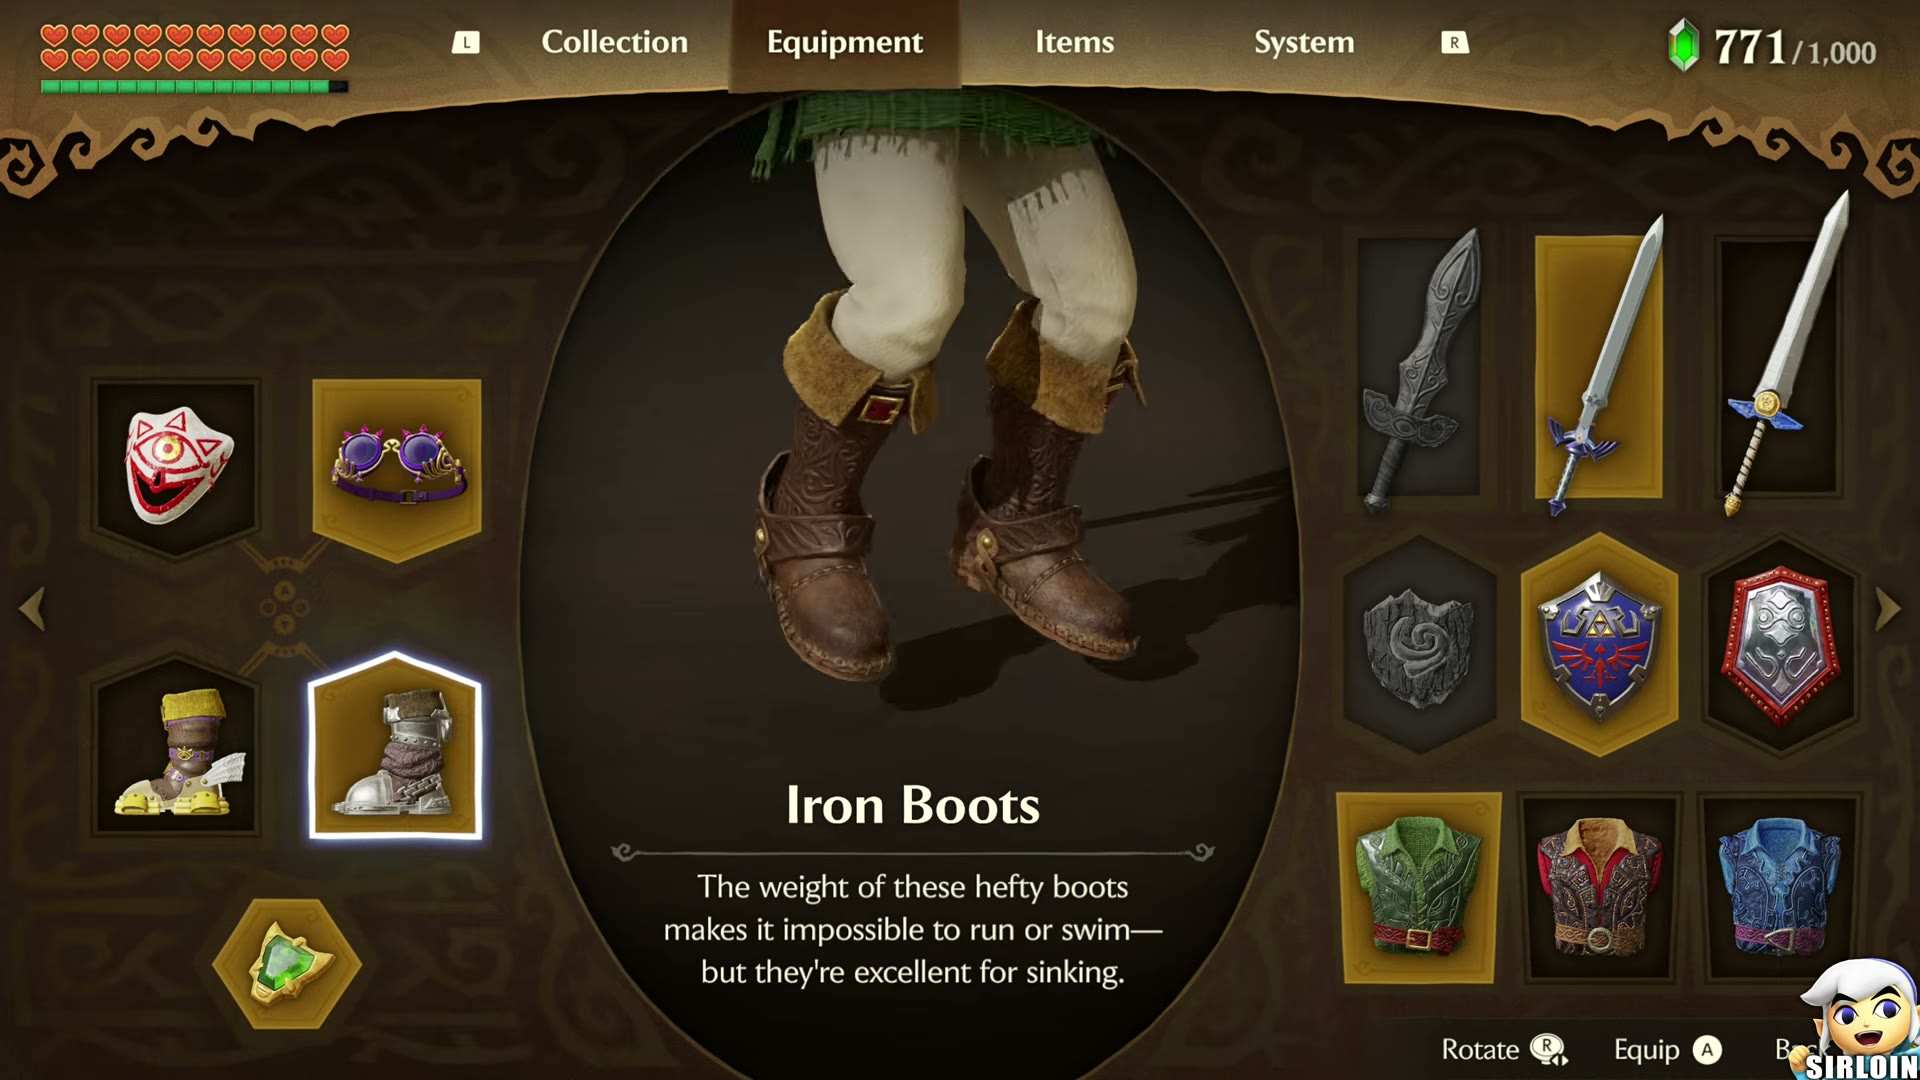 L
Collection
Equipment
Items
System
R
771/1,000
Iron Boots
The weight of these hefty boots
makes it impossible to run or swim—
but they're excellent for sinking.
Rotate R
Equip A
SIRLOIN